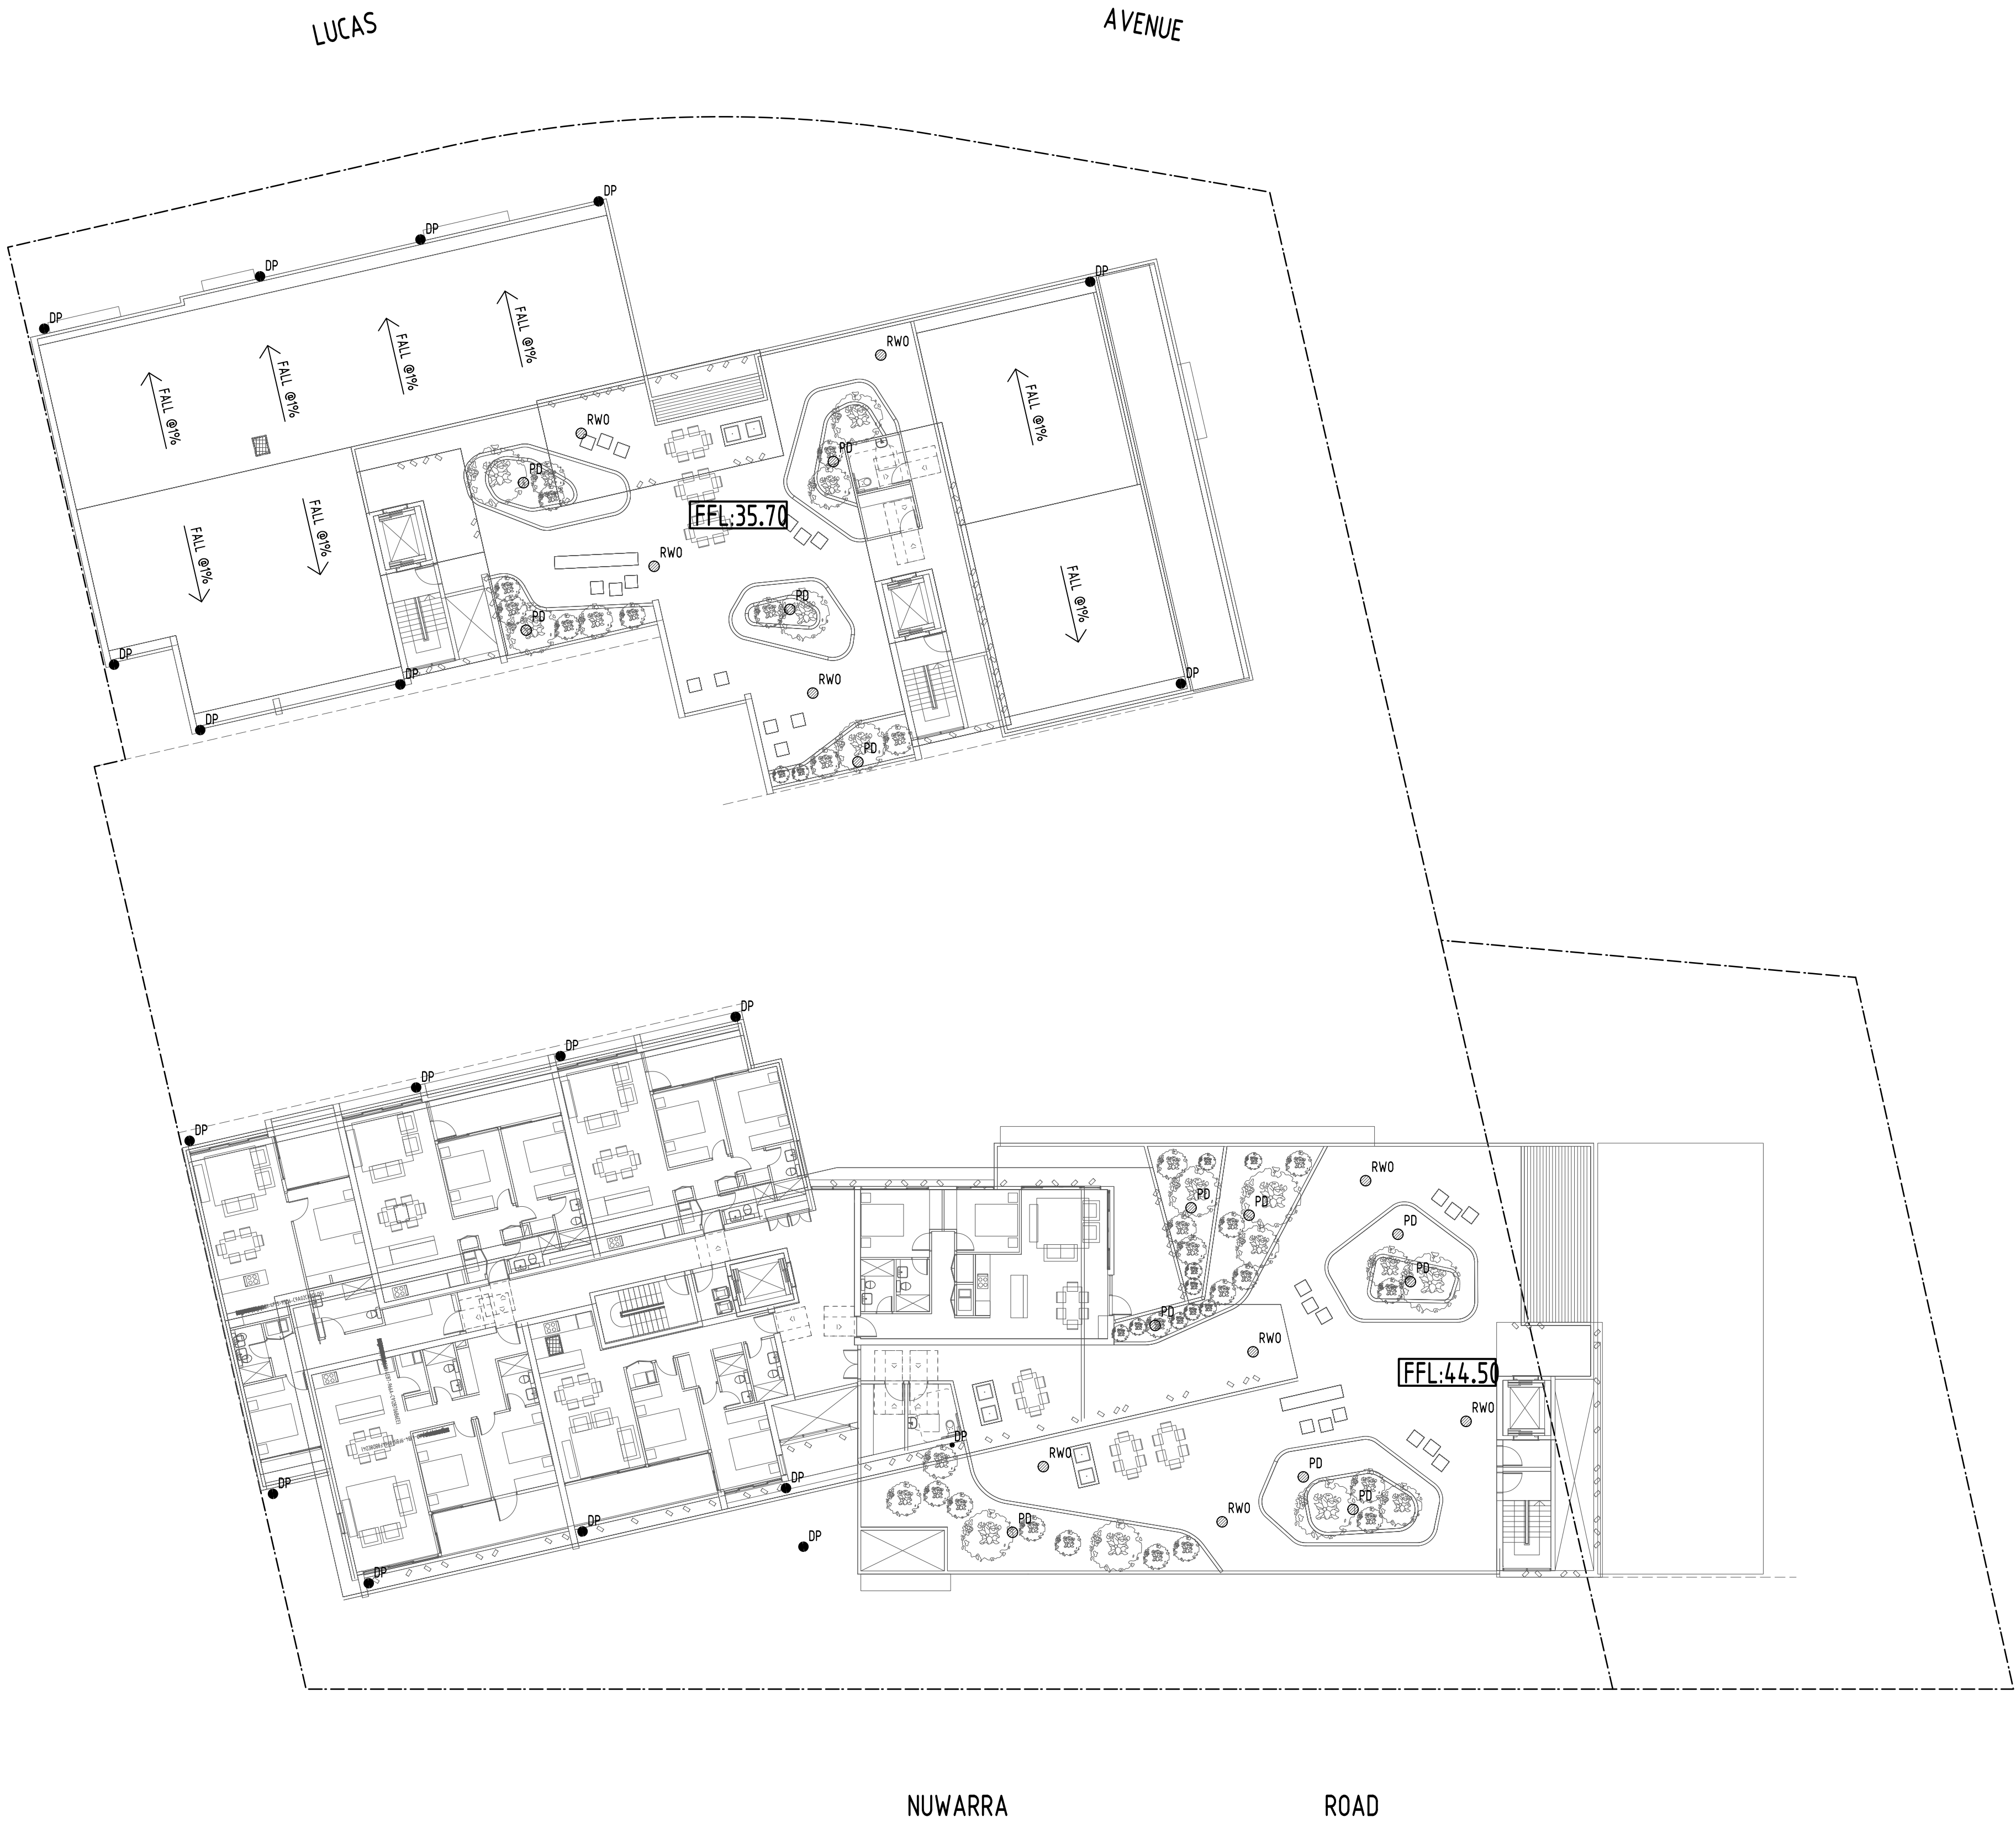 LUCAS
AVENUE
DP
DP
DP
DP
DP
FALL @1%
FALL @1%
FALL @1%
FALL @1%
RWO
FALL @1%
RWO
PD
PD
FFL:35.70
FALL @1%
FALL @1%
RWO
FALL @1%
PD
PD
DP
DP
RWO
DP
DP
PD
DP
DP
DP
DP
RWO
PD
PD
PD
PD
PD
RWO
FFL:44.50
RWO
DP
RWO
PD
DP
DP
PD
RWO
PD
DP
DP
DP
NUWARRA
ROAD